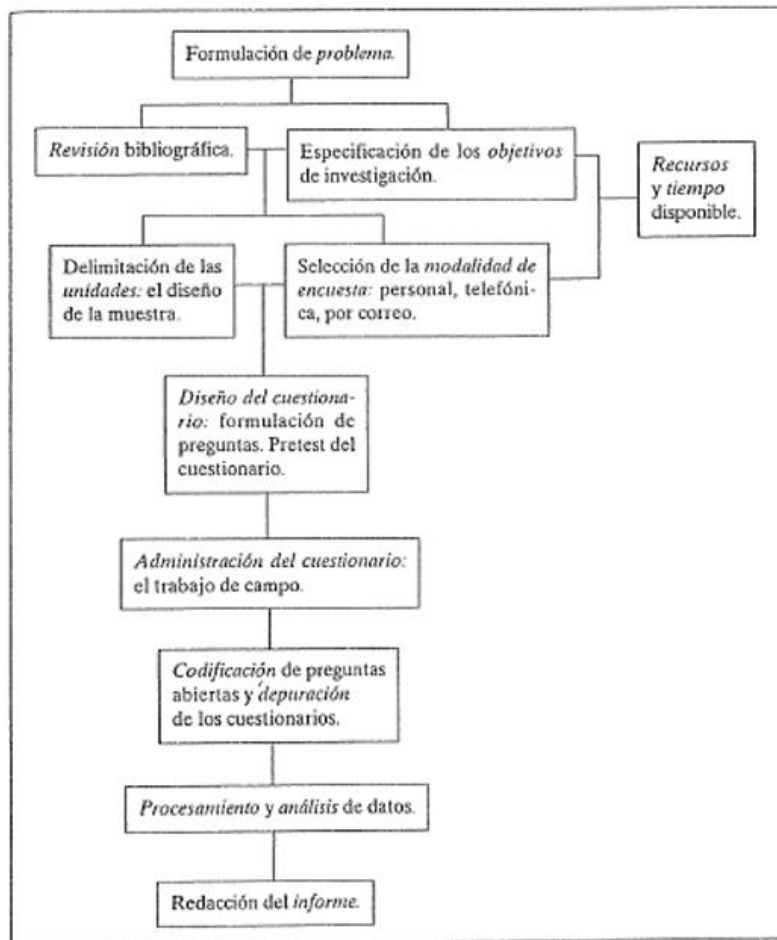 Formulación de problema.
Revisión bibliográfica.
Especificación de los objetivos
de investigación.
Recursos
y tiempo
disponible.
Delimitación de las
unidades: el diseño
de la muestra.
Selección de la modalidad de
encuesta: personal, telefóni-
ca, por correo.
Diseño del cuestiona-
rio: formulación de
preguntas. Pretest del
cuestionario.
Administración del cuestionario:
el trabajo de campo.
Codificación de preguntas
abiertas y depuración
de los cuestionarios.
Procesamiento y análisis de datos.
Redacción del informe.